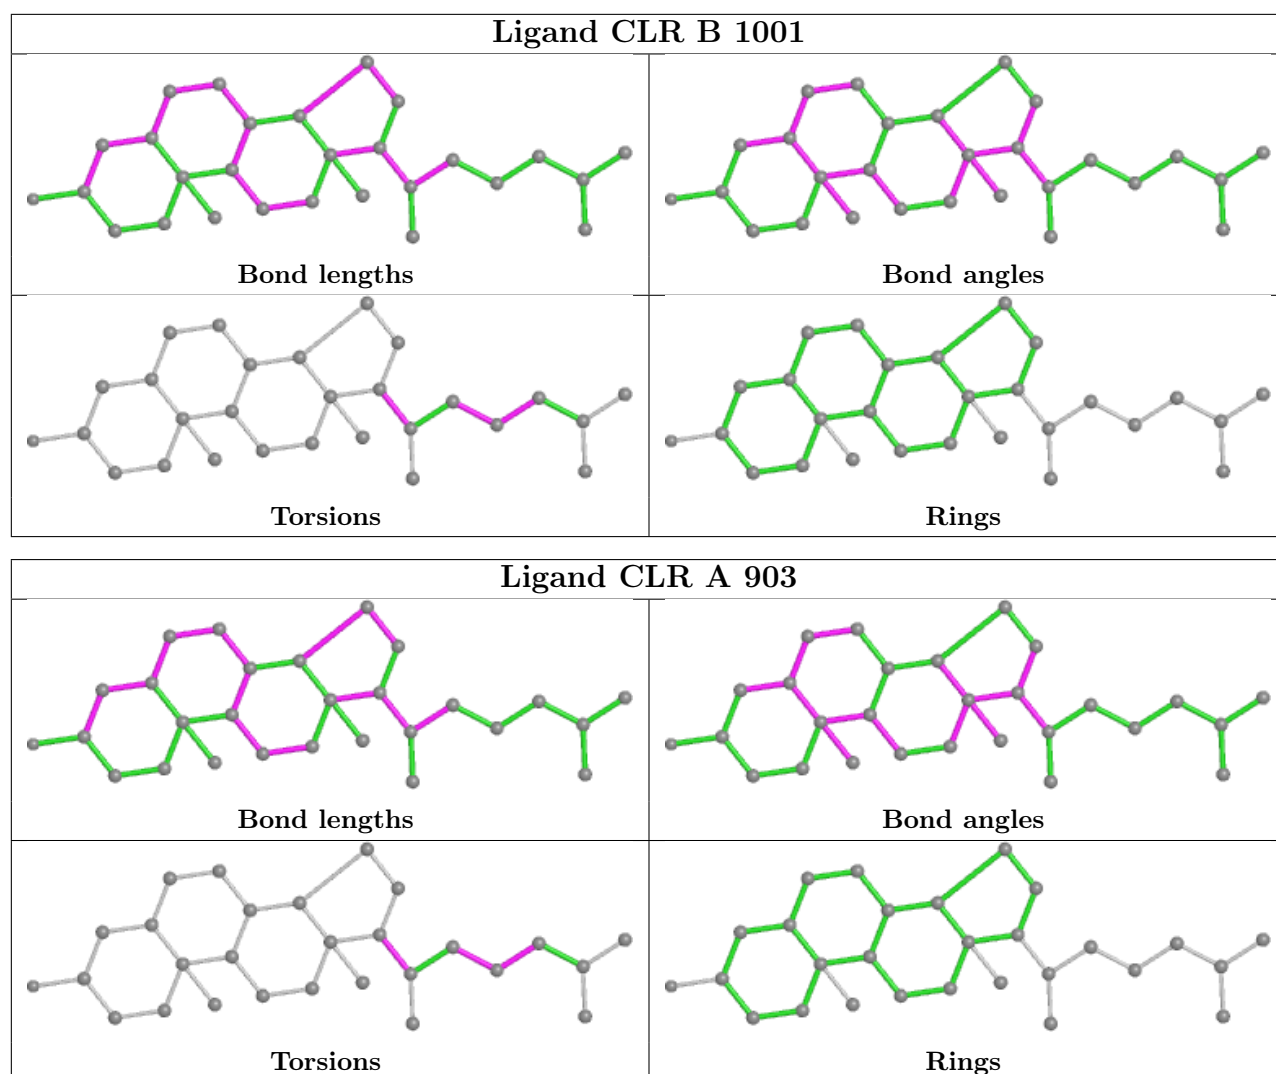 Ligand CLR B 1001
Bond lengths
Bond angles
Torsions
Rings
Ligand CLR A 903
Bond lengths
Bond angles
Torsions
Rings